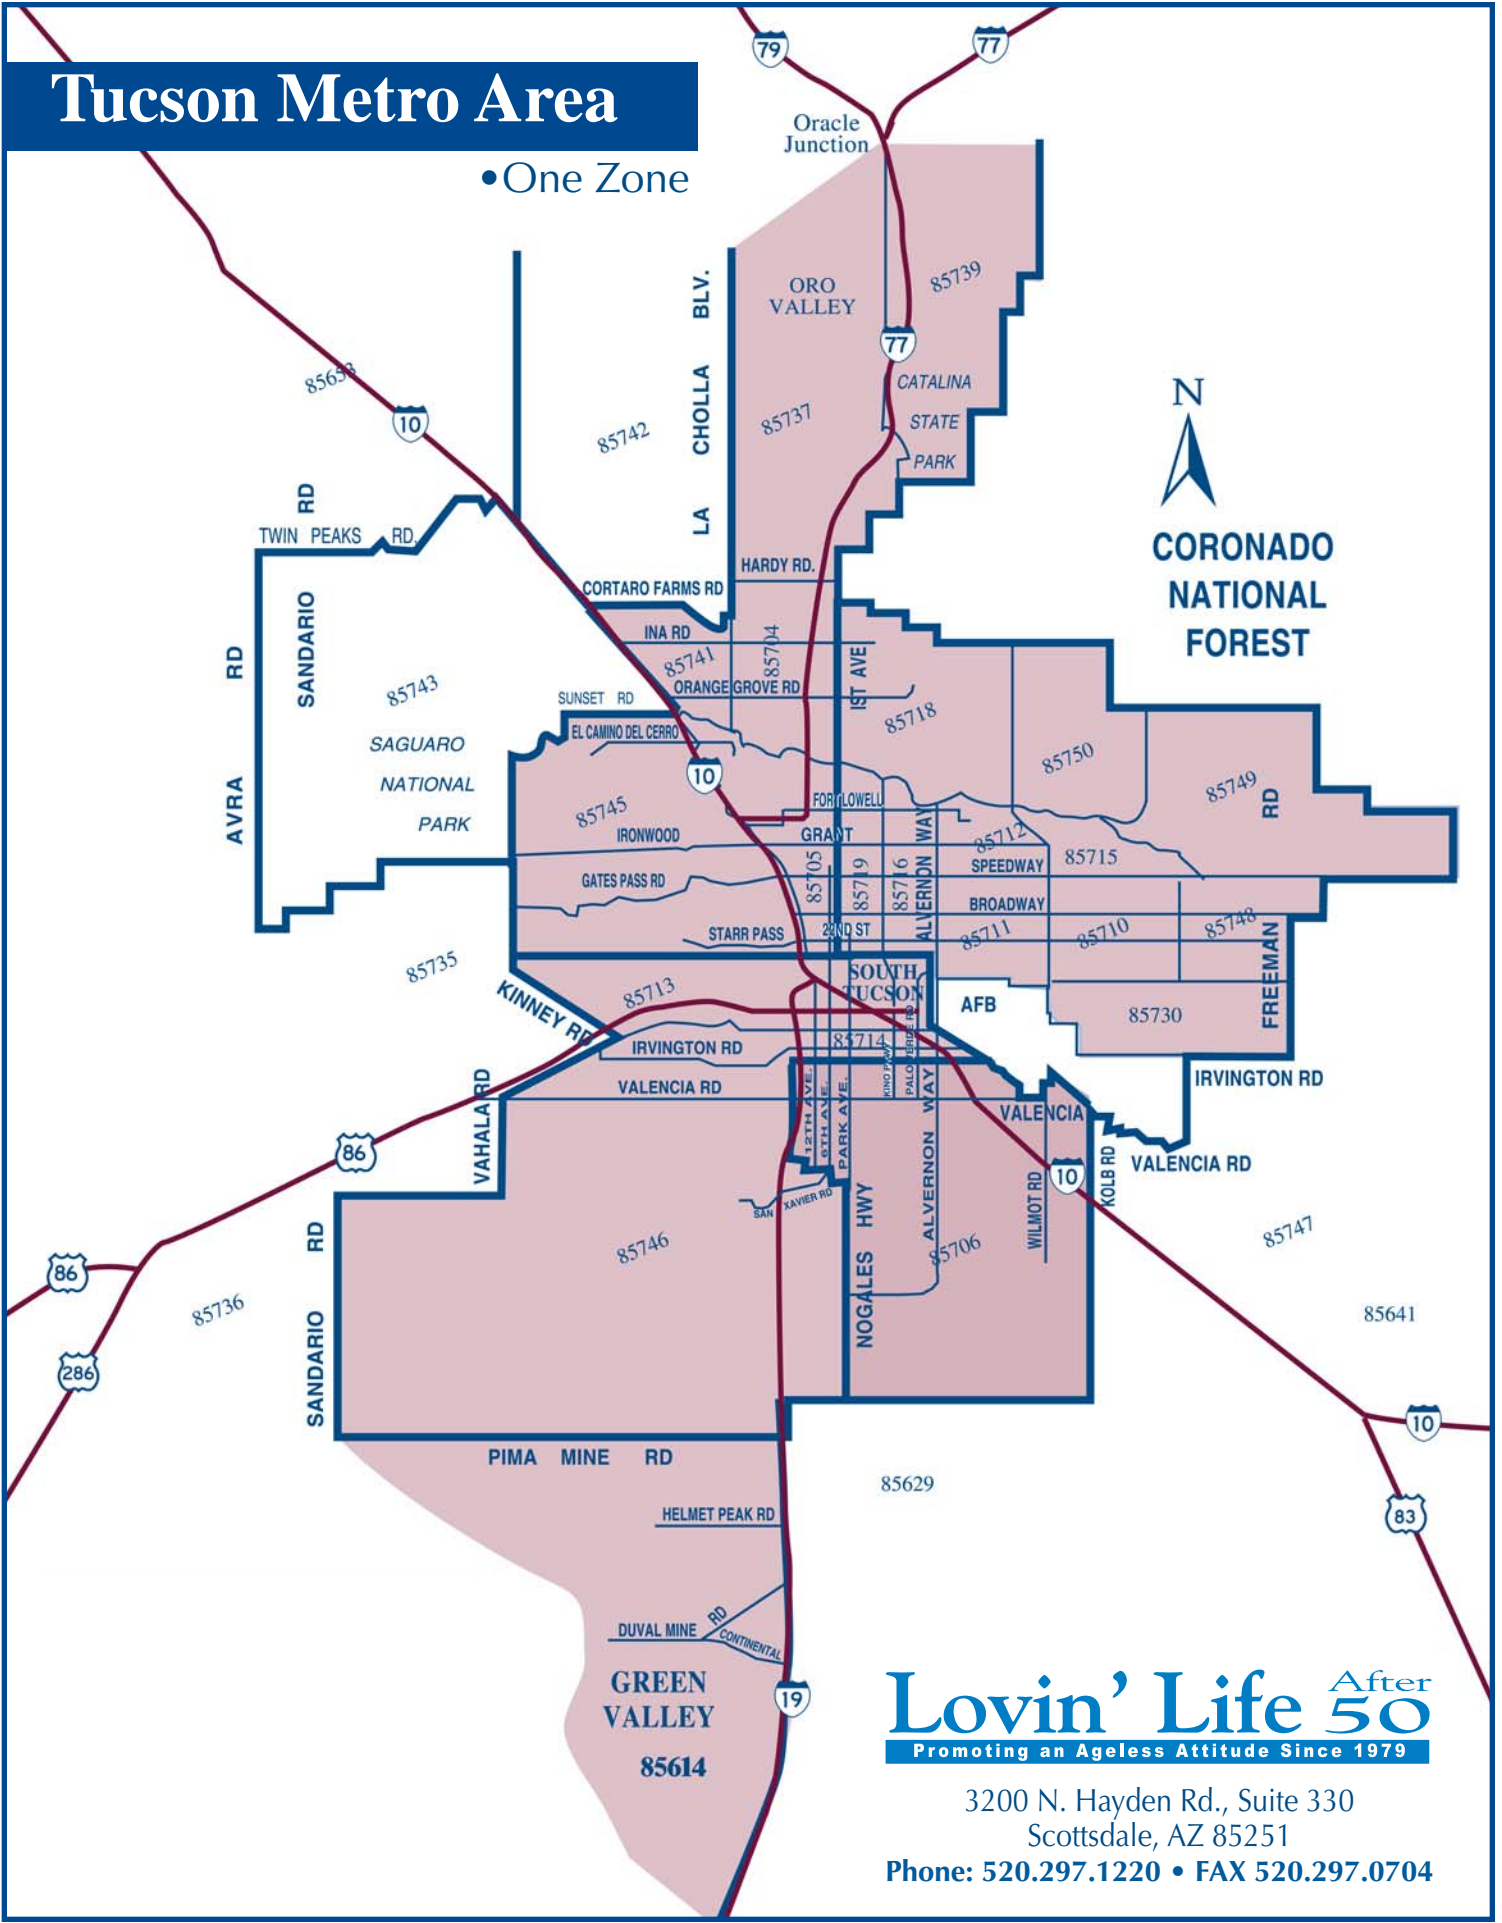 79
77
Tucson Metro Area
•One Zone
Oracle
Junction
ORO
VALLEY
85739
77
CATALINA
STATE
PARK
85737
LA CHOLLA BLV.
85742
85653
10
N
CORONADO
NATIONAL
FOREST
TWIN PEAKS RD.
SANDARIO RD
AVRA RD
HARDY RD.
CORTARO FARMS RD
INA RD
85741
85704
ORANGE GROVE RD
IST AVE
85718
85743
SUNSET RD
EL CAMINO DEL CERRO
SAGUARO
NATIONAL
PARK
10
85750
85749
RD
85745
FORT LOWELL
IRONWOOD
GRANT
85712
85715
SPEEDWAY
GATES PASS RD
85705
85719
85716
ALVERNON WAY
BROADWAY
STARR PASS
22ND ST
85711
85710
85748
FREEMAN
85735
KINNEY RD
85713
SOUTH
TUCSON
AFB
85730
IRVINGTON RD
85714
KINO PKWY
PALO VERDE RD
IRVINGTON RD
VALENCIA RD
VAHALA RD
12TH AVE.
6TH AVE.
PARK AVE.
ALVERNON WAY
VALENCIA
86
10
KOLB RD
VALENCIA RD
WILMOT RD
SAN XAVIER RD
NOGALES HWY
85706
85746
85747
86
SANDARIO RD
85736
85641
286
10
PIMA MINE RD
85629
HELMET PEAK RD
83
DUVAL MINE RD
CONTINENTAL
GREEN
VALLEY
85614
19
Lovin’ Life After 50
Promoting an Ageless Attitude Since 1979
3200 N. Hayden Rd., Suite 330
Scottsdale, AZ 85251
Phone: 520.297.1220 • FAX 520.297.0704